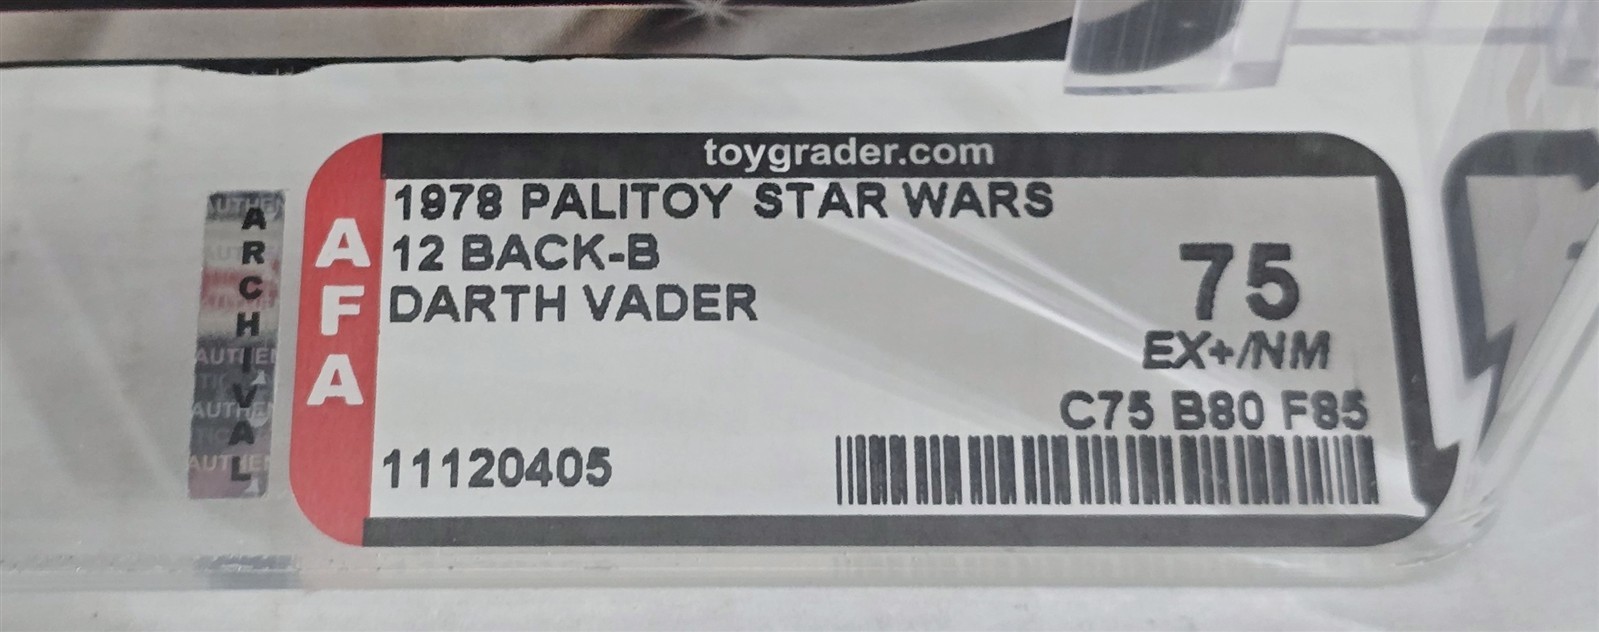 toygrader.com
AFA
1978 PALITOY STAR WARS
12 BACK-B
DARTH VADER
75
EX+/NM
C75 B80 F85
11120405
ARCHIVAL